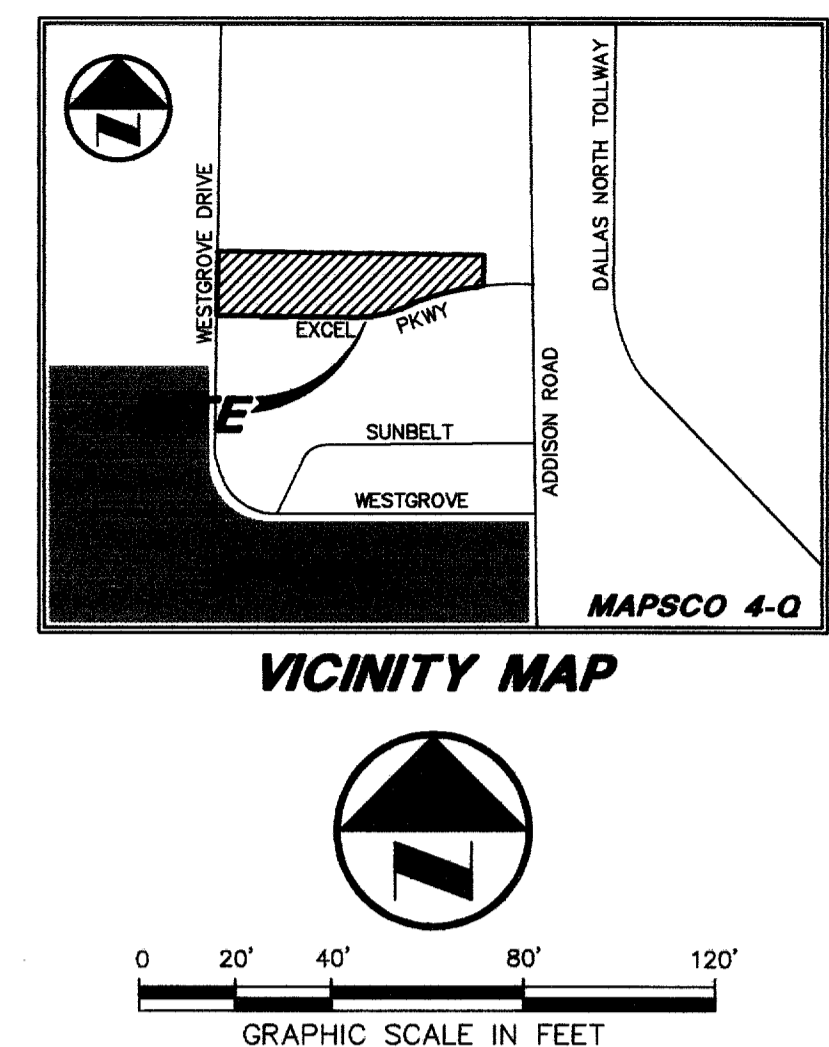 N
WESTGROVE DRIVE
DALLAS NORTH TOLLWAY
EXCEL PKWY
ADDISON ROAD
SUNBELT
WESTGROVE
MAPSCO 4-Q
VICINITY MAP
N
0 20' 40' 80' 120'
GRAPHIC SCALE IN FEET